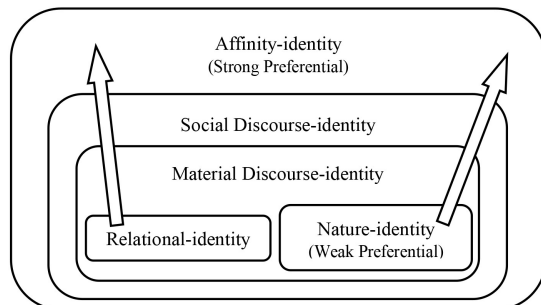 Affinity-identity
(Strong Preferential)
Social Discourse-identity
Material Discourse-identity
Relational-identity
Nature-identity
(Weak Preferential)